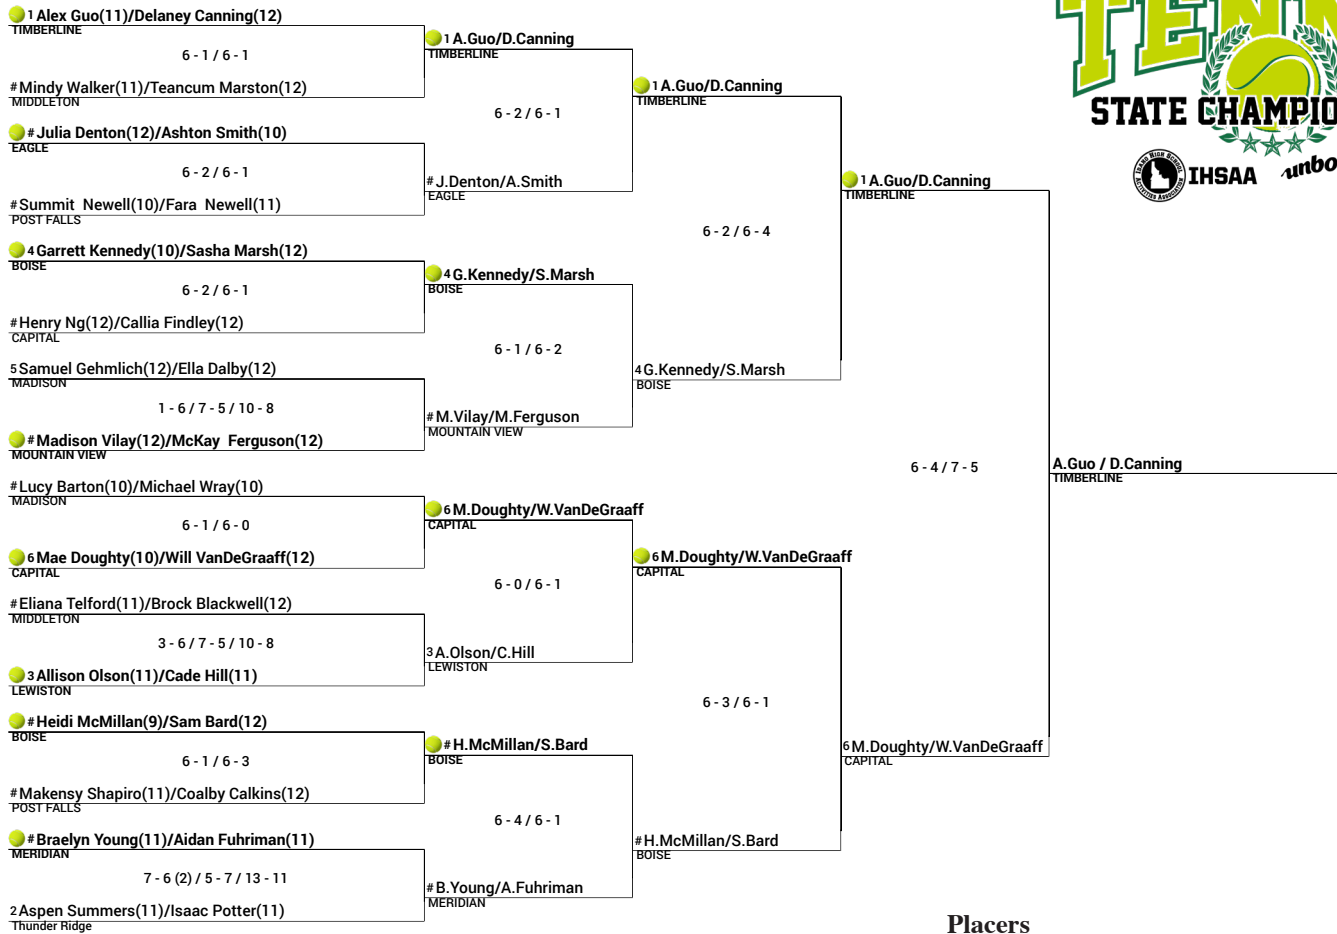 1 Alex Guo(11)/Delaney Canning(12)
TIMBERLINE
6 - 1 / 6 - 1
# Mindy Walker(11)/Teancum Marston(12)
MIDDLETON
# Julia Denton(12)/Ashton Smith(10)
EAGLE
6 - 2 / 6 - 1
# Summit Newell(10)/Fara Newell(11)
POST FALLS
4 Garrett Kennedy(10)/Sasha Marsh(12)
BOISE
6 - 2 / 6 - 1
# Henry Ng(12)/Callia Findley(12)
CAPITAL
5 Samuel Gehmlich(12)/Ella Dalby(12)
MADISON
1 - 6 / 7 - 5 / 10 - 8
# Madison Vilay(12)/McKay Ferguson(12)
MOUNTAIN VIEW
# Lucy Barton(10)/Michael Wray(10)
MADISON
6 - 1 / 6 - 0
6 Mae Doughty(10)/Will VanDeGraaff(12)
CAPITAL
# Eliana Telford(11)/Brock Blackwell(12)
MIDDLETON
3 - 6 / 7 - 5 / 10 - 8
3 Allison Olson(11)/Cade Hill(11)
LEWISTON
# Heidi McMillan(9)/Sam Bard(12)
BOISE
6 - 1 / 6 - 3
# Makensy Shapiro(11)/Coalby Calkins(12)
POST FALLS
# Braelyn Young(11)/Aidan Fuhriman(11)
MERIDIAN
7 - 6 (2) / 5 - 7 / 13 - 11
2 Aspen Summers(11)/Isaac Potter(11)
Thunder Ridge
1 A.Guo/D.Canning
TIMBERLINE
6 - 2 / 6 - 1
# J.Denton/A.Smith
EAGLE
4 G.Kennedy/S.Marsh
BOISE
6 - 1 / 6 - 2
# M.Vilay/M.Ferguson
MOUNTAIN VIEW
6 M.Doughty/W.VanDeGraaff
CAPITAL
6 - 0 / 6 - 1
3 A.Olson/C.Hill
LEWISTON
# H.McMillan/S.Bard
BOISE
6 - 4 / 6 - 1
# B.Young/A.Fuhriman
MERIDIAN
1 A.Guo/D.Canning
TIMBERLINE
6 - 2 / 6 - 4
4 G.Kennedy/S.Marsh
BOISE
6 M.Doughty/W.VanDeGraaff
CAPITAL
6 - 3 / 6 - 1
# H.McMillan/S.Bard
BOISE
1 A.Guo/D.Canning
TIMBERLINE
6 - 4 / 7 - 5
6 M.Doughty/W.VanDeGraaff
CAPITAL
A.Guo / D.Canning
TIMBERLINE
TENN
STATE CHAMPIO
IDAHO HIGH SCHOOL
ACTIVITIES ASSOCIATION
IHSAA
unbo
Placers